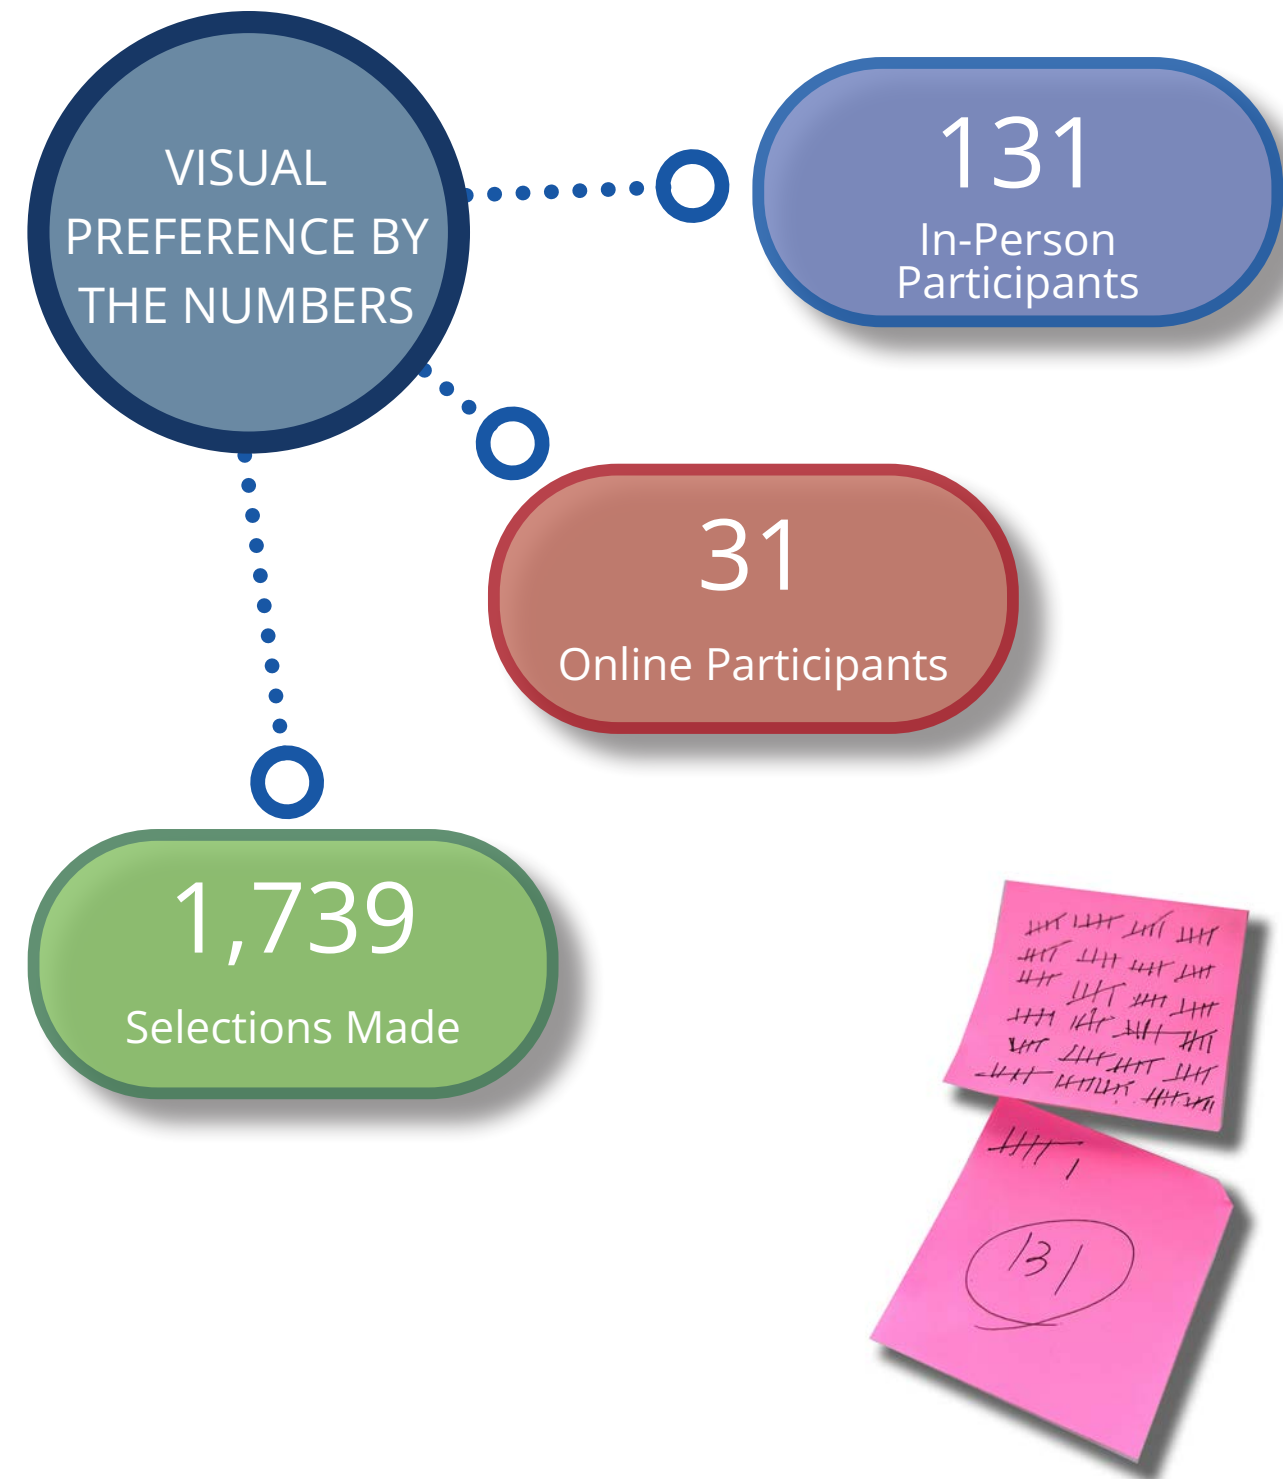 VISUAL
PREFERENCE BY
THE NUMBERS
131
In-Person
Participants
31
Online Participants
1,739
Selections Made
131